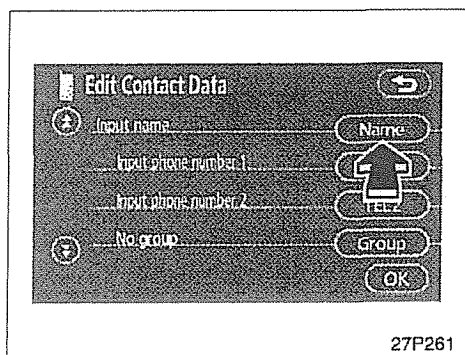 Edit Contact Data
Input name Name
Input phone number 1
Input phone number 2 TEL2
No group Group
OK
27P261